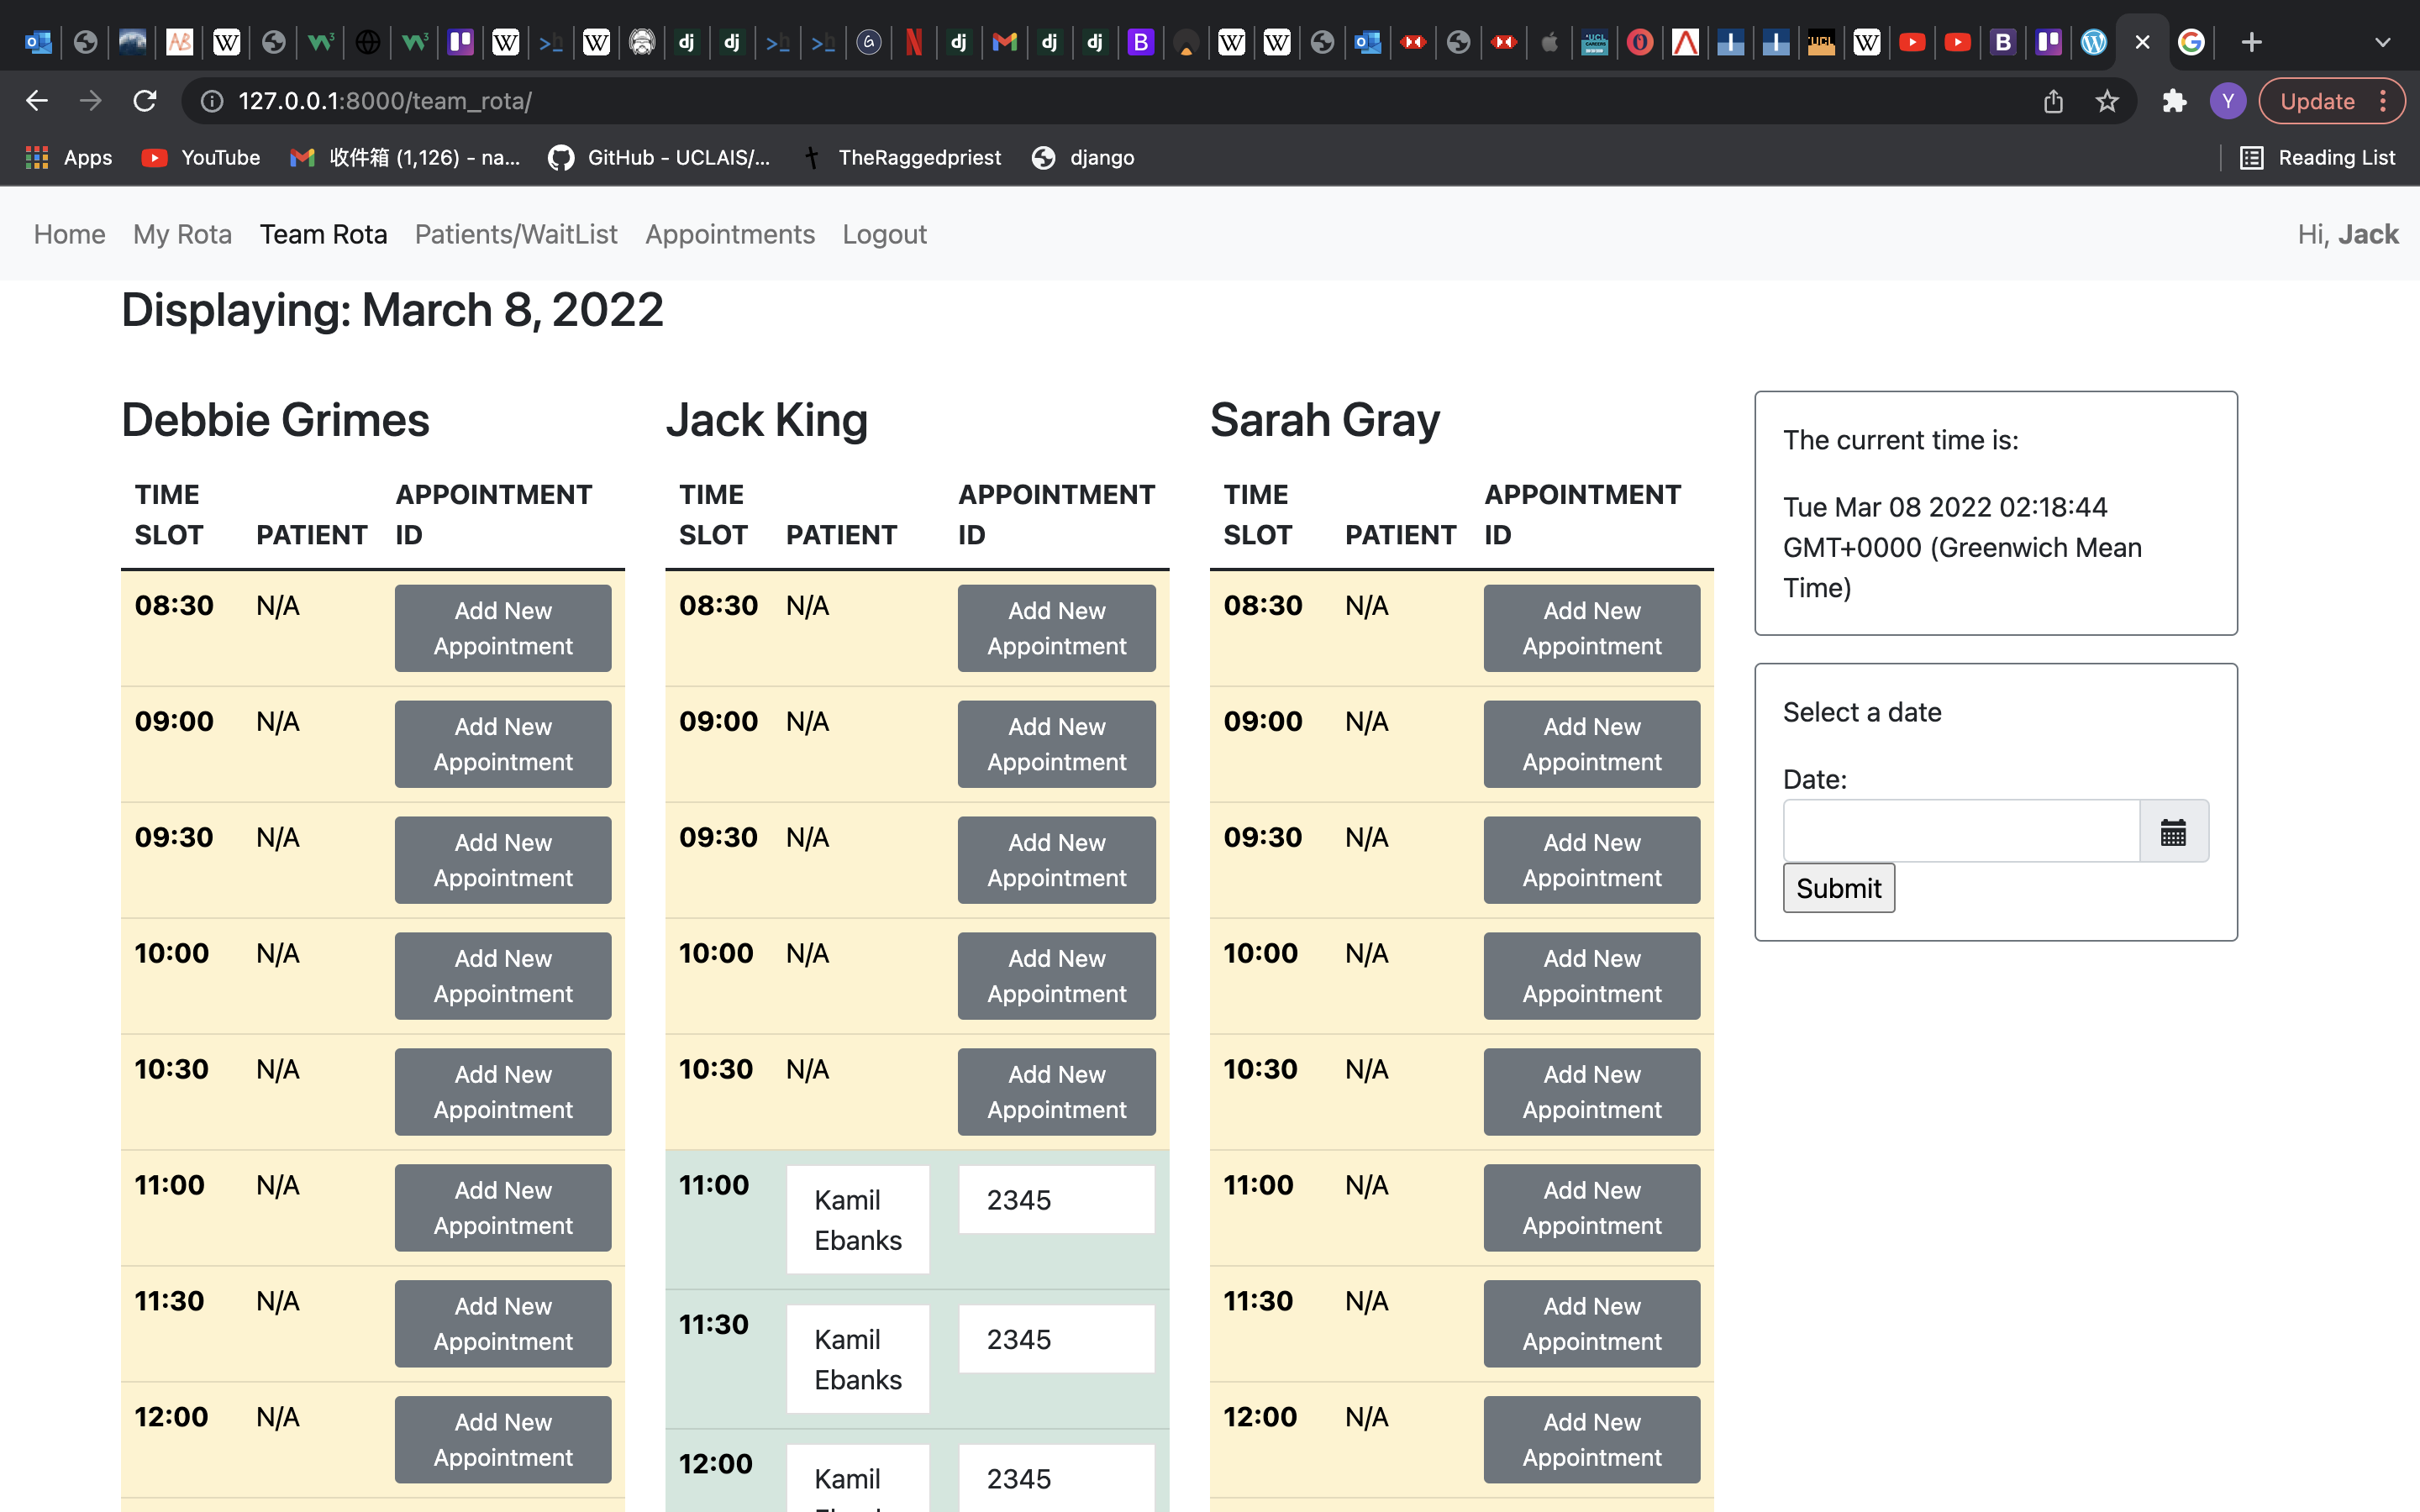 127.0.0.1:8000/team_rota/
Update
Apps
YouTube
收件箱 (1,126) - na...
GitHub - UCLAIS/...
TheRaggedpriest
django
Reading List
Home My Rota Team Rota Patients/WaitList Appointments Logout
Hi, Jack
Displaying: March 8, 2022
Debbie Grimes
TIME SLOT PATIENT APPOINTMENT ID
08:30 N/A Add New Appointment
09:00 N/A Add New Appointment
09:30 N/A Add New Appointment
10:00 N/A Add New Appointment
10:30 N/A Add New Appointment
11:00 N/A Add New Appointment
11:30 N/A Add New Appointment
12:00 N/A Add New Appointment
Jack King
TIME SLOT PATIENT APPOINTMENT ID
08:30 N/A Add New Appointment
09:00 N/A Add New Appointment
09:30 N/A Add New Appointment
10:00 N/A Add New Appointment
10:30 N/A Add New Appointment
11:00 Kamil Ebanks 2345
11:30 Kamil Ebanks 2345
12:00 Kamil 2345
Sarah Gray
TIME SLOT PATIENT APPOINTMENT ID
08:30 N/A Add New Appointment
09:00 N/A Add New Appointment
09:30 N/A Add New Appointment
10:00 N/A Add New Appointment
10:30 N/A Add New Appointment
11:00 N/A Add New Appointment
11:30 N/A Add New Appointment
12:00 N/A Add New Appointment
The current time is:
Tue Mar 08 2022 02:18:44
GMT+0000 (Greenwich Mean
Time)
Select a date
Date:
Submit